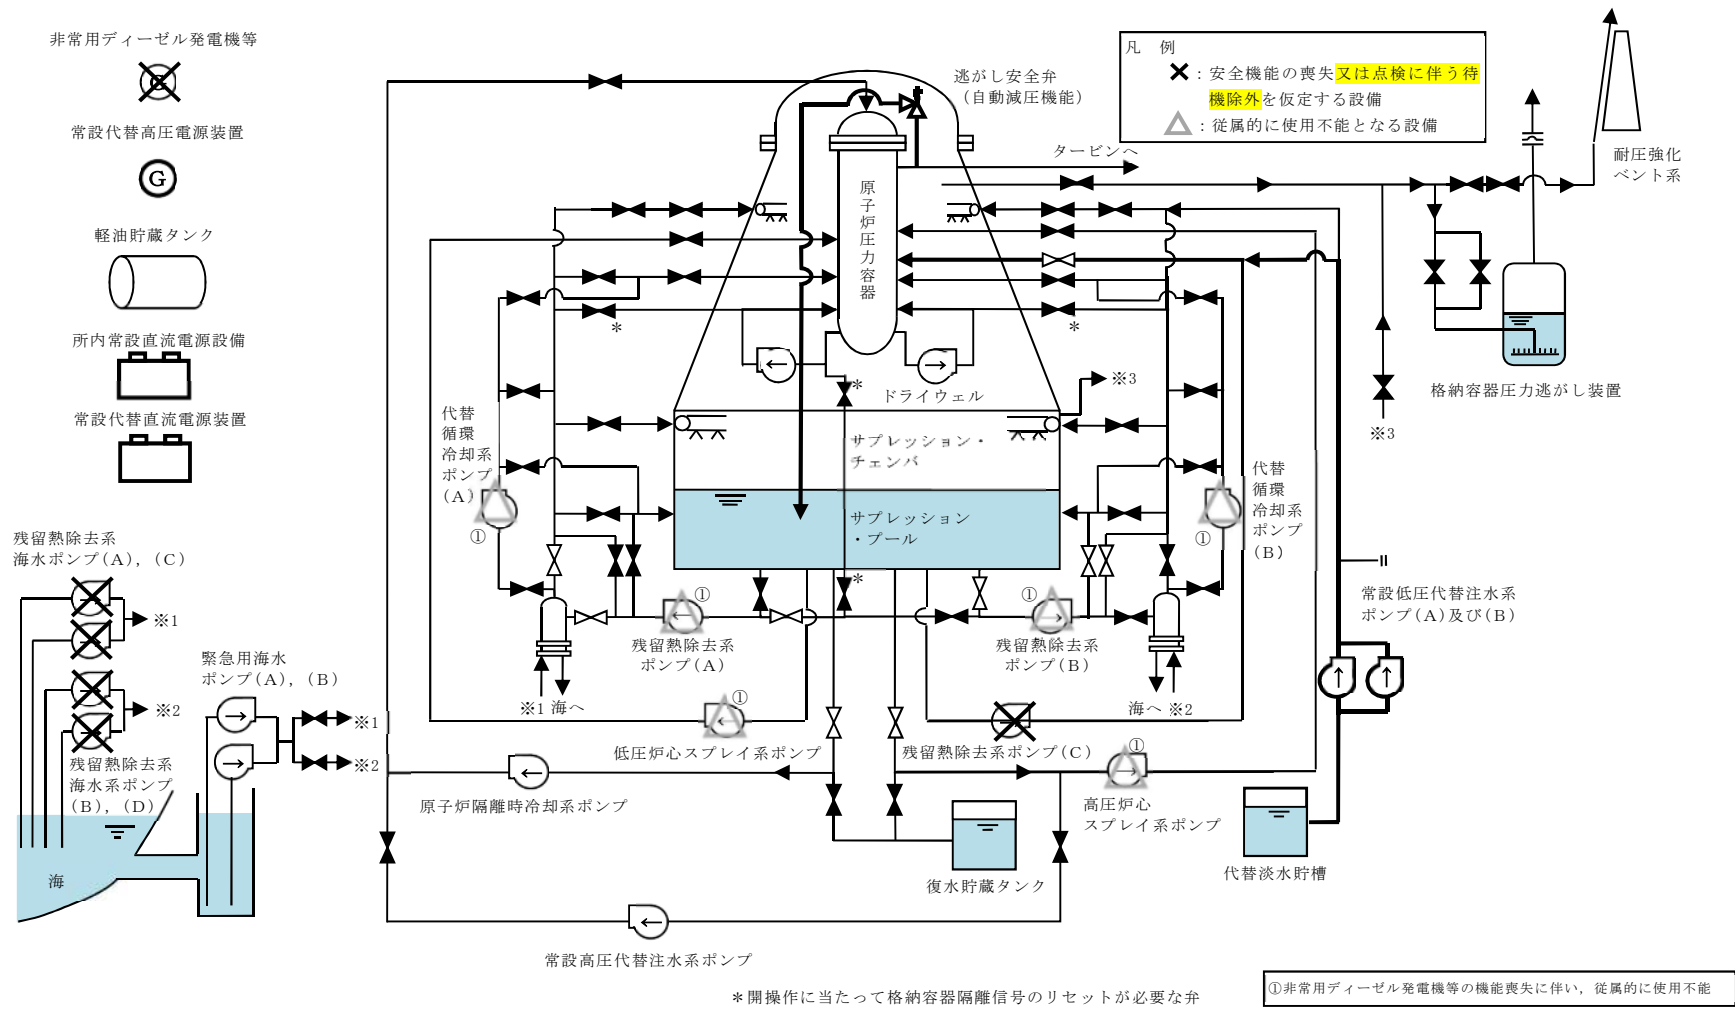 非常用ディーゼル発電機等
G
常設代替高圧電源装置
G
軽油貯蔵タンク
所内常設直流電源設備
常設代替直流電源装置
逃がし安全弁
（自動減圧機能）
凡　例
：安全機能の喪失又は点検に伴う待
機除外を仮定する設備
：従属的に使用不能となる設備
タービンへ
耐圧強化
ベント系
原子炉圧力容器
*
*
*
ドライウェル
※3
※3
格納容器圧力逃がし装置
代替
循環
冷却系
ポンプ
(A)
①
サプレッション・
チェンバ
サプレッション
・プール
*
代替
循環
冷却系
ポンプ
(B)
①
残留熱除去系
海水ポンプ(A)，(C)
※1
※2
残留熱除去系
海水系ポンプ
(B)，(D)
緊急用海水
ポンプ(A)，(B)
※1
※2
海
①
残留熱除去系
ポンプ(A)
①
残留熱除去系
ポンプ(B)
※1 海へ
海へ ※2
常設低圧代替注水系
ポンプ(A)及び(B)
①
低圧炉心スプレイ系ポンプ
残留熱除去系ポンプ(C)
①
原子炉隔離時冷却系ポンプ
高圧炉心
スプレイ系ポンプ
復水貯蔵タンク
代替淡水貯槽
常設高圧代替注水系ポンプ
＊開操作に当たって格納容器隔離信号のリセットが必要な弁
①非常用ディーゼル発電機等の機能喪失に伴い，従属的に使用不能